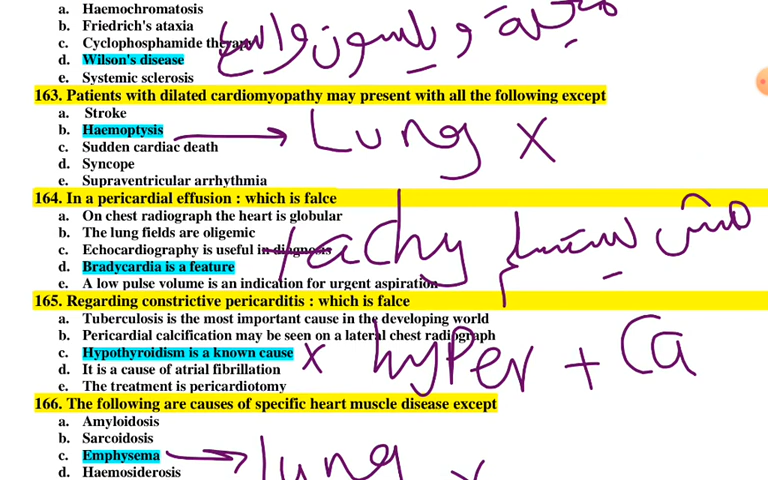 a. Haemochromatosis
b. Friedrich's ataxia
c. Cyclophosphamide therapy
d. Wilson's disease
e. Systemic sclerosis
163. Patients with dilated cardiomyopathy may present with all the following except
a. Stroke
b. Haemoptysis
Lung X
c. Sudden cardiac death
d. Syncope
e. Supraventricular arrhythmia
164. In a pericardial effusion : which is falce
a. On chest radiograph the heart is globular
b. The lung fields are oligemic
c. Echocardiography is useful in diagnosis
tachy
مش
d. Bradycardia is a feature
e. A low pulse volume is an indication for urgent aspiration
165. Regarding constrictive pericarditis : which is falce
a. Tuberculosis is the most important cause in the developing world
b. Pericardial calcification may be seen on a lateral chest radiograph
c. Hypothyroidism is a known cause
X hyper + Ca
d. It is a cause of atrial fibrillation
e. The treatment is pericardiotomy
166. The following are causes of specific heart muscle disease except
a. Amyloidosis
b. Sarcoidosis
c. Emphysema
lung X
d. Haemosiderosis